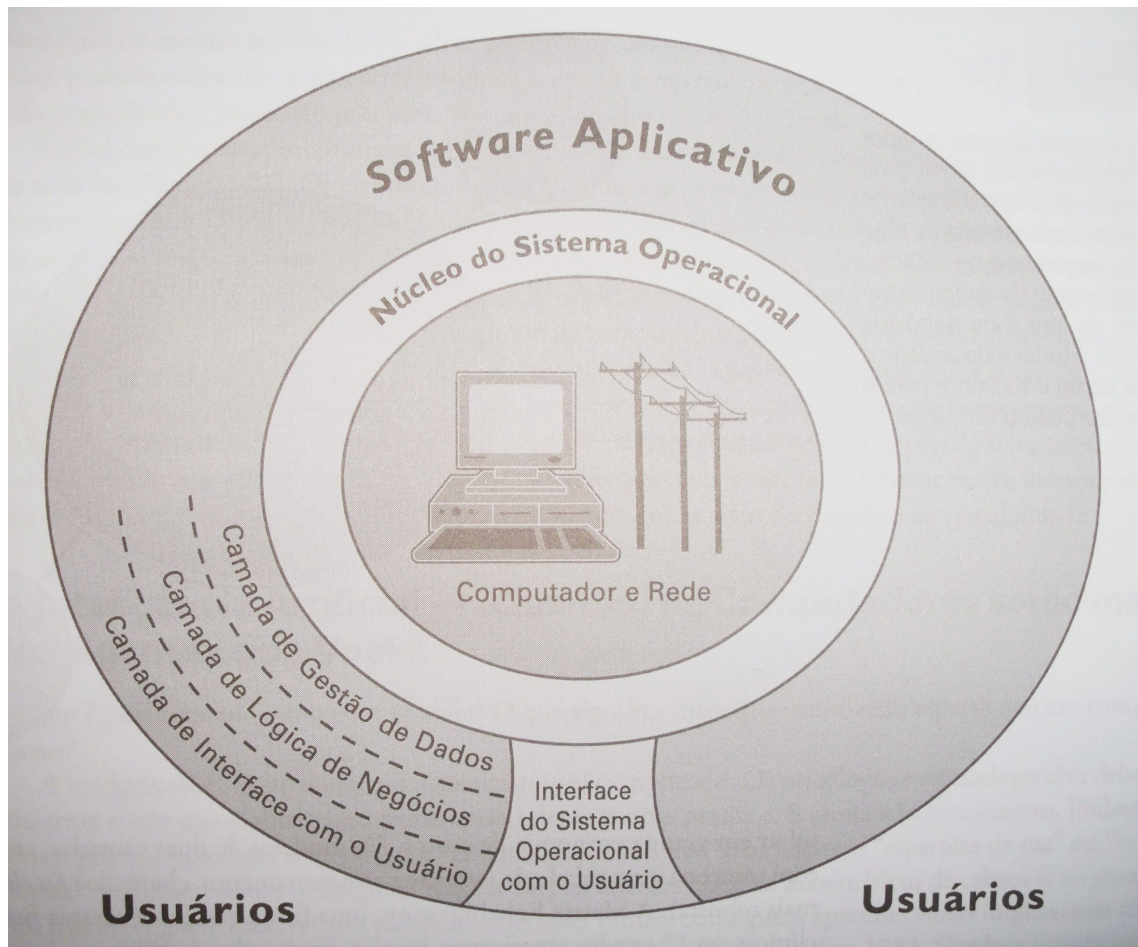 Software Aplicativo
Núcleo do Sistema Operacional
Computador e Rede
Camada de Gestão de Dados
Camada de Lógica de Negócios
Camada de Interface com o Usuário
Interface
do Sistema
Operacional
com o Usuário
Usuários
Usuários